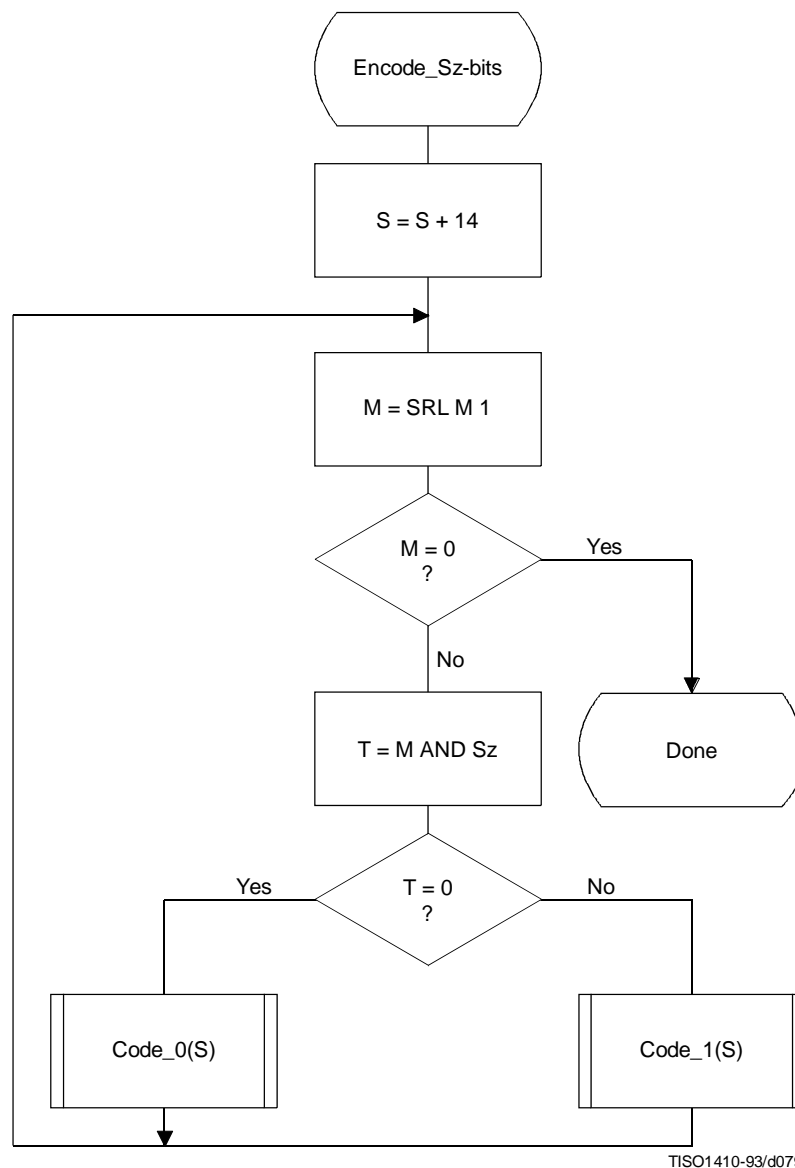 Encode_Sz-bits
S = S + 14
M = SRL M 1
M = 0
?
Yes
No
T = M AND Sz
Done
Yes
T = 0
?
No
Code_0(S)
Code_1(S)